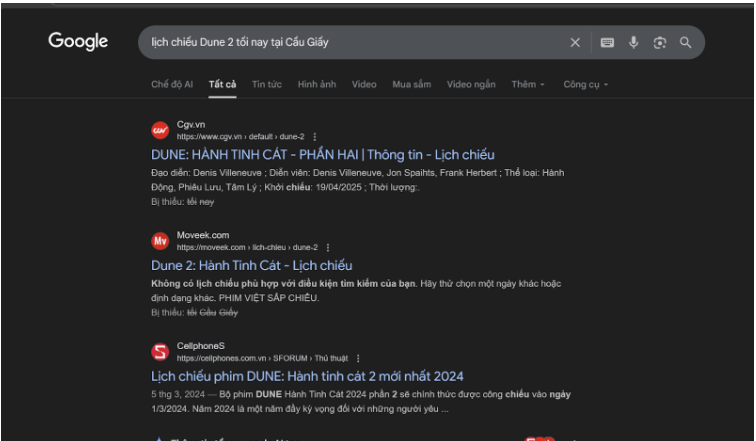 Google
lịch chiếu Dune 2 tối nay tại Cầu Giấy
Chế độ AI Tất cả Tin tức Hình ảnh Video Mua sắm Video ngắn Thêm Công cụ
Cgv.vn
https://www.cgv.vn › default › dune-2
DUNE: HÀNH TINH CÁT - PHẦN HAI | Thông tin - Lịch chiếu
Đạo diễn: Denis Villeneuve ; Diễn viên: Denis Villeneuve, Jon Spaihts, Frank Herbert ; Thể loại: Hành
Động, Phiêu Lưu, Tâm Lý ; Khởi chiếu: 19/04/2025 ; Thời lượng:.
Bị thiếu: tối nay
Mv
Moveek.com
https://moveek.com › lich-chieu › dune-2
Dune 2: Hành Tinh Cát - Lịch chiếu
Không có lịch chiếu phù hợp với điều kiện tìm kiếm của bạn. Hãy thử chọn một ngày khác hoặc
định dạng khác. PHIM VIỆT SẮP CHIẾU.
Bị thiếu: tối Cầu Giấy
S
CellphoneS
https://cellphones.com.vn › SFORUM › Thủ thuật
Lịch chiếu phim DUNE: Hành tinh cát 2 mới nhất 2024
5 thg 3, 2024 — Bộ phim DUNE Hành Tinh Cát 2024 phần 2 sẽ chính thức được công chiếu vào ngày
1/3/2024. Năm 2024 là một năm đầy kỳ vọng đối với những người yêu ...